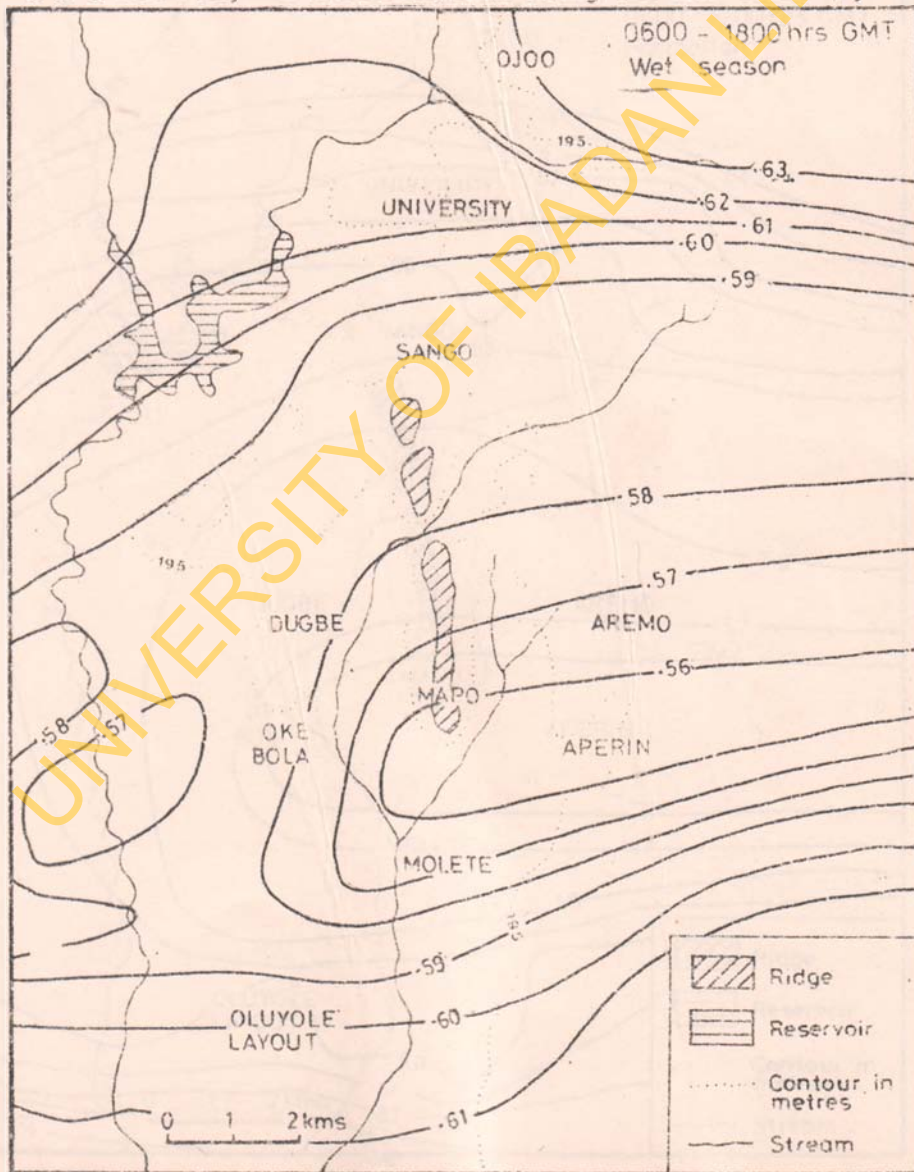 0600 - 1800 hrs GMT
Wet season
OJOO
195
.63
.62
UNIVERSITY
.61
.60
.59
SANGO
.58
195
.57
DUGBE
AREMO
.56
MAPO
.58
.57
OKE
BOLA
APERIN
MOLETE
195
.59
OLUYOLE
LAYOUT
.60
.61
0 1 2 kms
Ridge
Reservoir
Contour in
metres
Stream
UNIVERSITY OF IBADAN LI